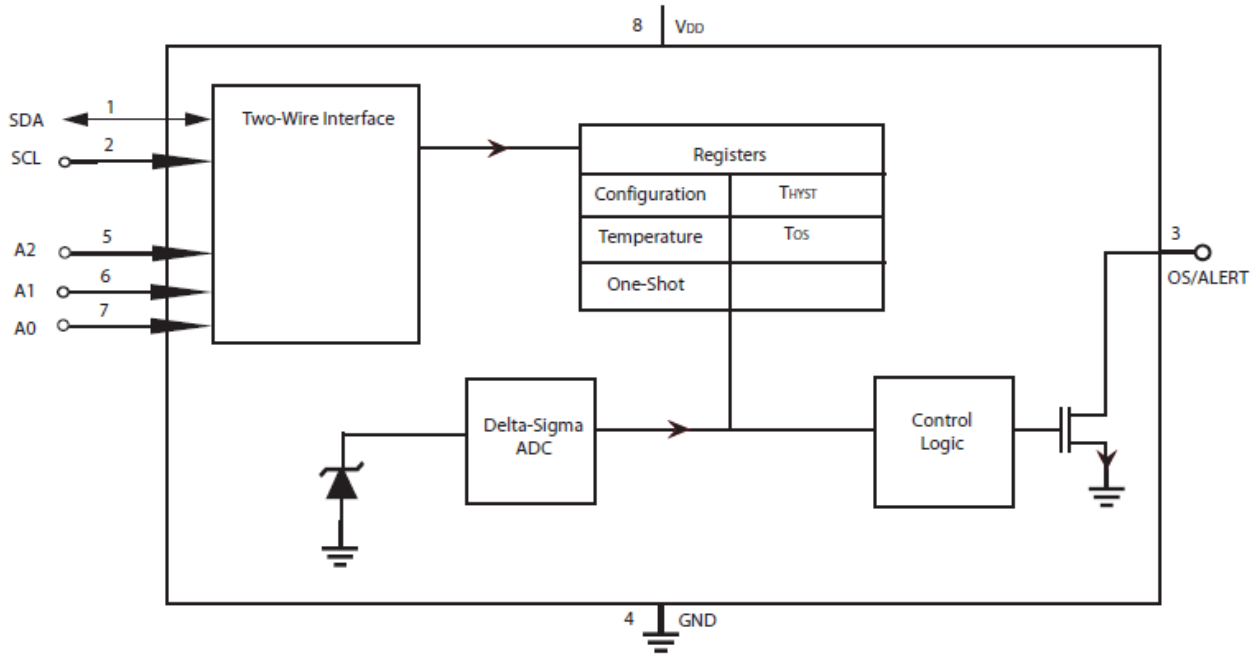 8 VDD
1
SDA
Two-Wire Interface
2
SCL
Registers
Configuration THYST
Temperature TOS
One-Shot
5
A2
6
A1
7
A0
3
OS/ALERT
Delta-Sigma
ADC
Control
Logic
4 GND